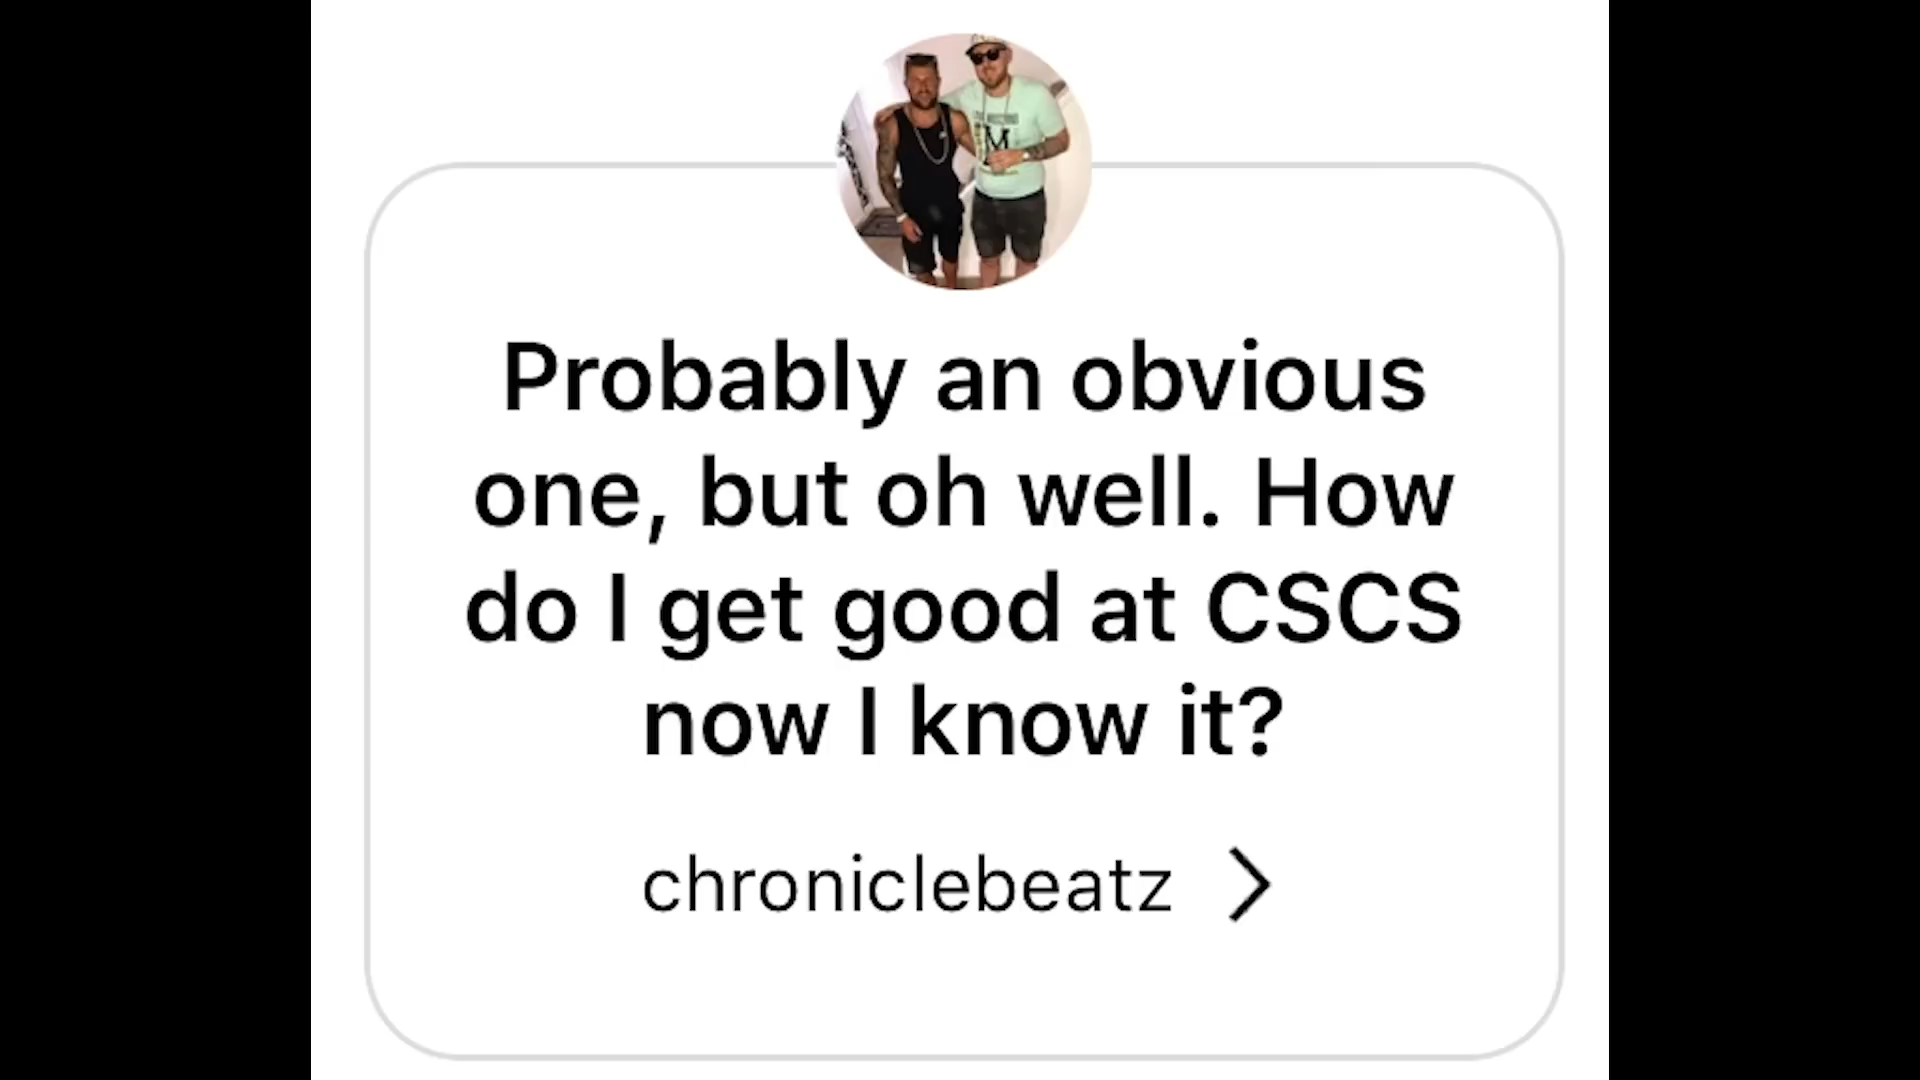 Probably an obvious
one, but oh well. How
do I get good at CSCS
now I know it?
chroniclebeatz